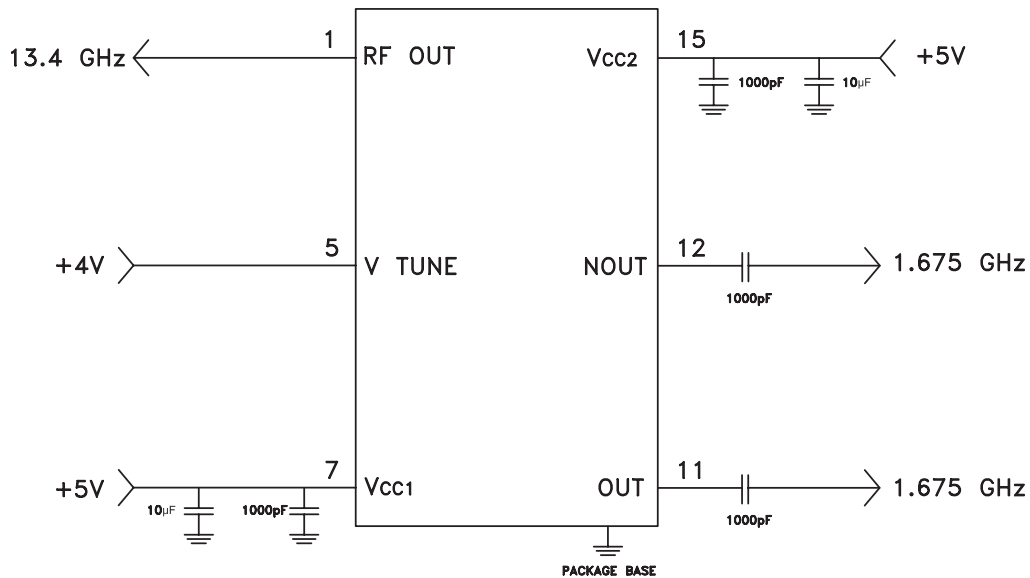 1
15
13.4 GHz
RF OUT
Vcc2
+5V
1000pF
10µF
5
12
+4V
V TUNE
NOUT
1.675 GHz
1000pF
7
11
+5V
Vcc1
OUT
1.675 GHz
10µF
1000pF
1000pF
PACKAGE BASE